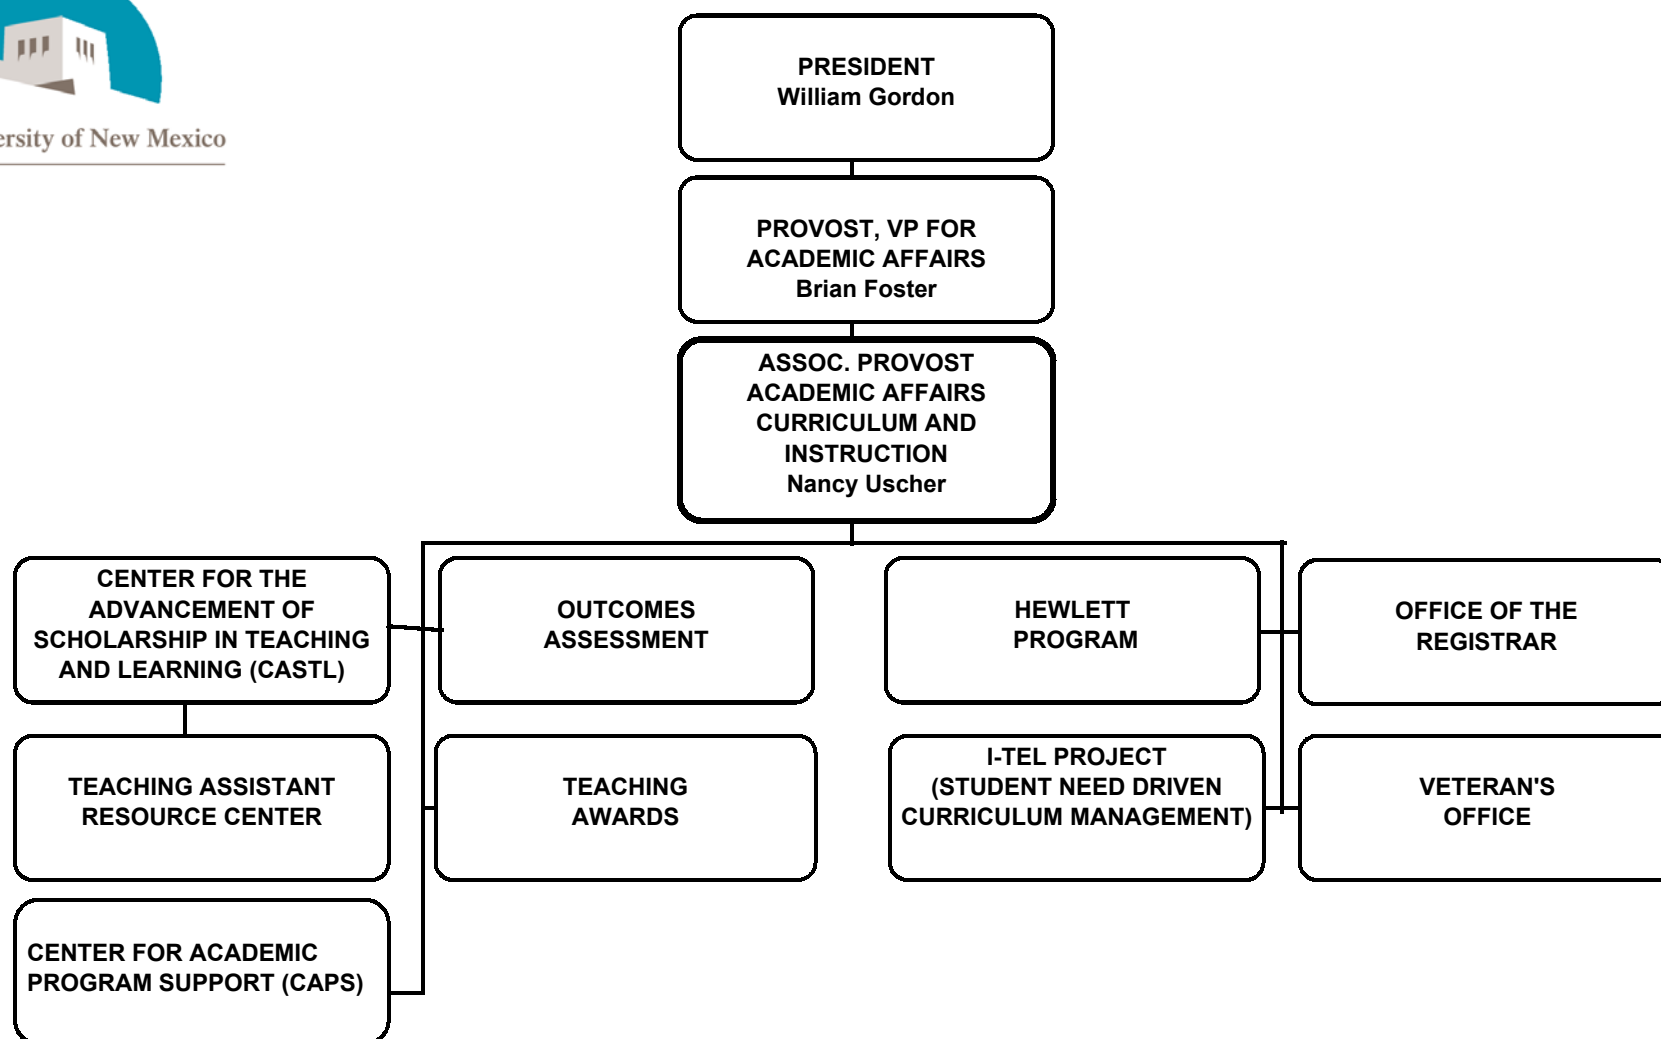 ersity of New Mexico
PRESIDENT
William Gordon
PROVOST, VP FOR
ACADEMIC AFFAIRS
Brian Foster
ASSOC. PROVOST
ACADEMIC AFFAIRS
CURRICULUM AND
INSTRUCTION
Nancy Uscher
CENTER FOR THE
ADVANCEMENT OF
SCHOLARSHIP IN TEACHING
AND LEARNING (CASTL)
OUTCOMES
ASSESSMENT
HEWLETT
PROGRAM
OFFICE OF THE
REGISTRAR
TEACHING ASSISTANT
RESOURCE CENTER
TEACHING
AWARDS
I-TEL PROJECT
(STUDENT NEED DRIVEN
CURRICULUM MANAGEMENT)
VETERAN'S
OFFICE
CENTER FOR ACADEMIC
PROGRAM SUPPORT (CAPS)